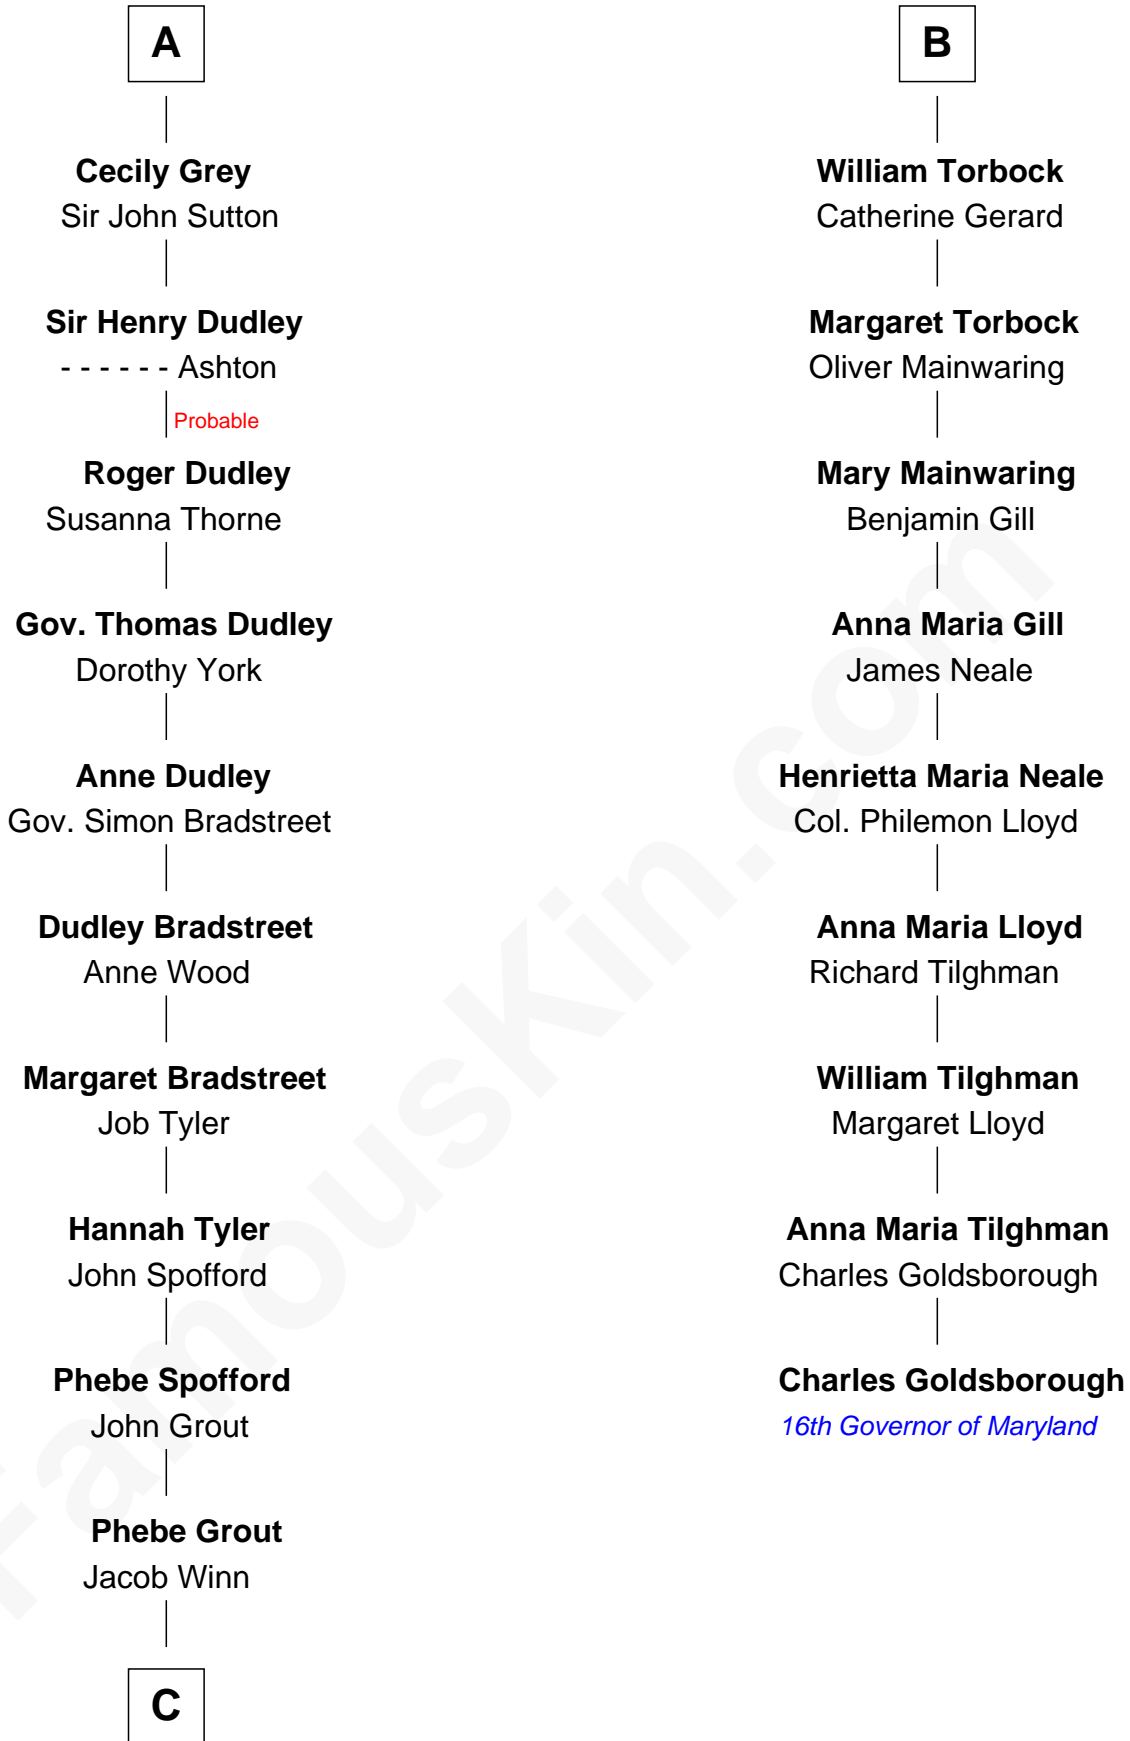 A
Cecily Grey
Sir John Sutton
Sir Henry Dudley
- - - - - - Ashton
Probable
Roger Dudley
Susanna Thorne
Gov. Thomas Dudley
Dorothy York
Anne Dudley
Gov. Simon Bradstreet
Dudley Bradstreet
Anne Wood
Margaret Bradstreet
Job Tyler
Hannah Tyler
John Spofford
Phebe Spofford
John Grout
Phebe Grout
Jacob Winn
C
B
William Torbock
Catherine Gerard
Margaret Torbock
Oliver Mainwaring
Mary Mainwaring
Benjamin Gill
Anna Maria Gill
James Neale
Henrietta Maria Neale
Col. Philemon Lloyd
Anna Maria Lloyd
Richard Tilghman
William Tilghman
Margaret Lloyd
Anna Maria Tilghman
Charles Goldsborough
Charles Goldsborough
16th Governor of Maryland
FamousKin.com